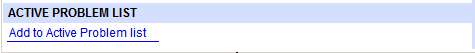 ACTIVE PROBLEM LIST
Add to Active Problem list